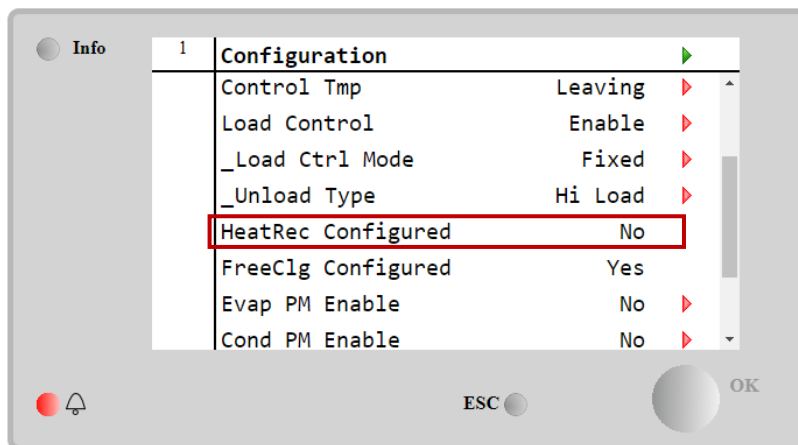 Info
1 Configuration
Control Tmp Leaving
Load Control Enable
_Load Ctrl Mode Fixed
_Unload Type Hi Load
HeatRec Configured No
FreeClg Configured Yes
Evap PM Enable No
Cond PM Enable No
OK
ESC